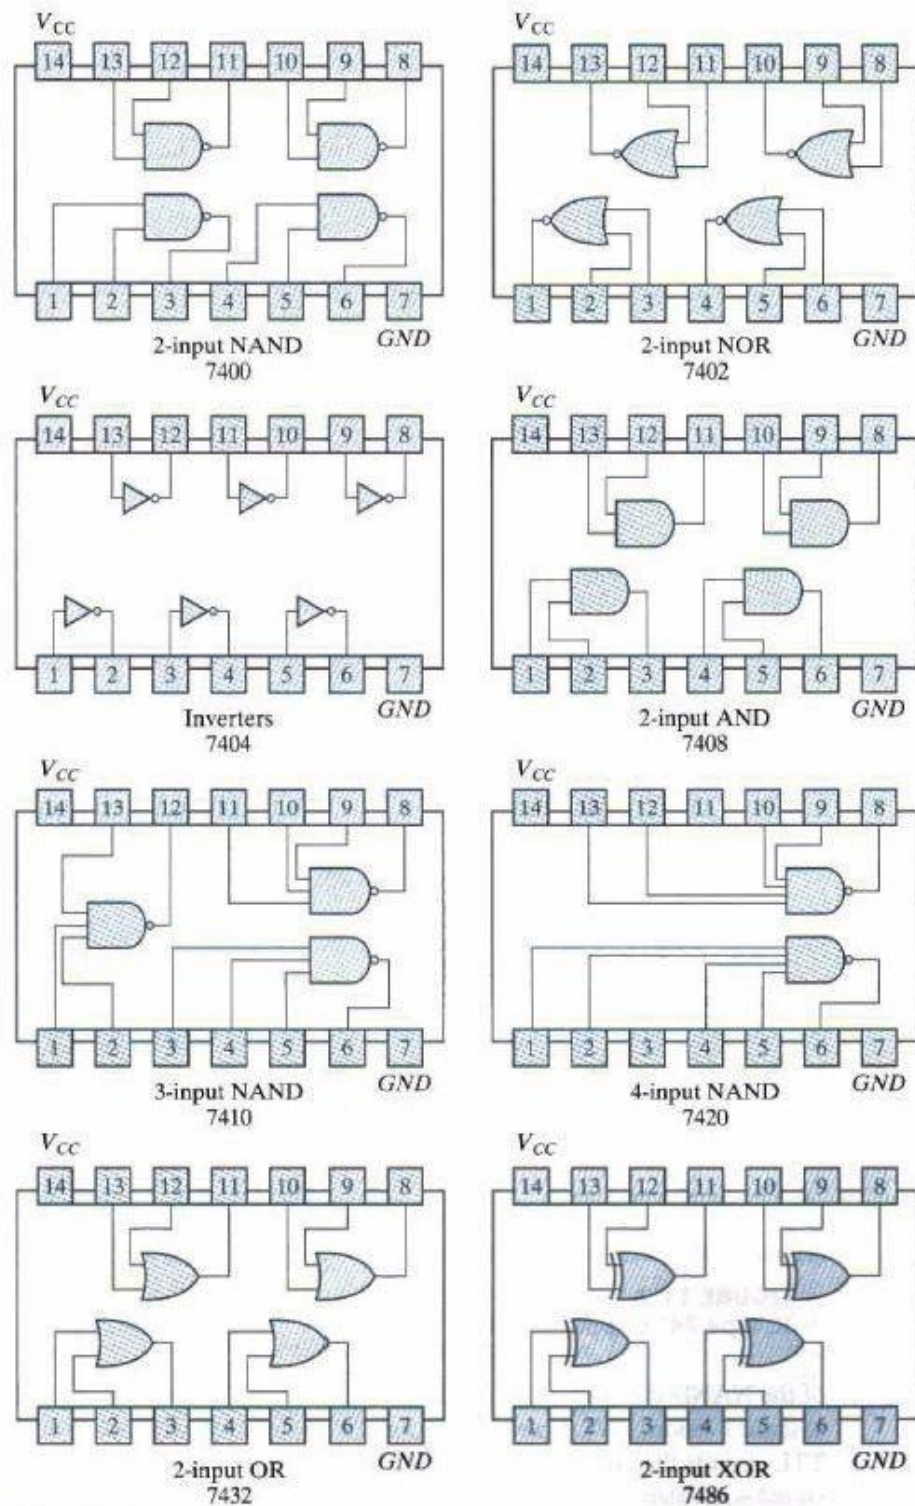 V_CC V_CC
14 13 12 11 10 9 8 14 13 12 11 10 9 8
1 2 3 4 5 6 7 1 2 3 4 5 6 7
GND GND
2-input NAND 2-input NOR
7400 7402
V_CC V_CC
14 13 12 11 10 9 8 14 13 12 11 10 9 8
1 2 3 4 5 6 7 1 2 3 4 5 6 7
GND GND
Inverters 2-input AND
7404 7408
V_CC V_CC
14 13 12 11 10 9 8 14 13 12 11 10 9 8
1 2 3 4 5 6 7 1 2 3 4 5 6 7
GND GND
3-input NAND 4-input NAND
7410 7420
V_CC V_CC
14 13 12 11 10 9 8 14 13 12 11 10 9 8
1 2 3 4 5 6 7 1 2 3 4 5 6 7
GND GND
2-input OR 2-input XOR
7432 7486